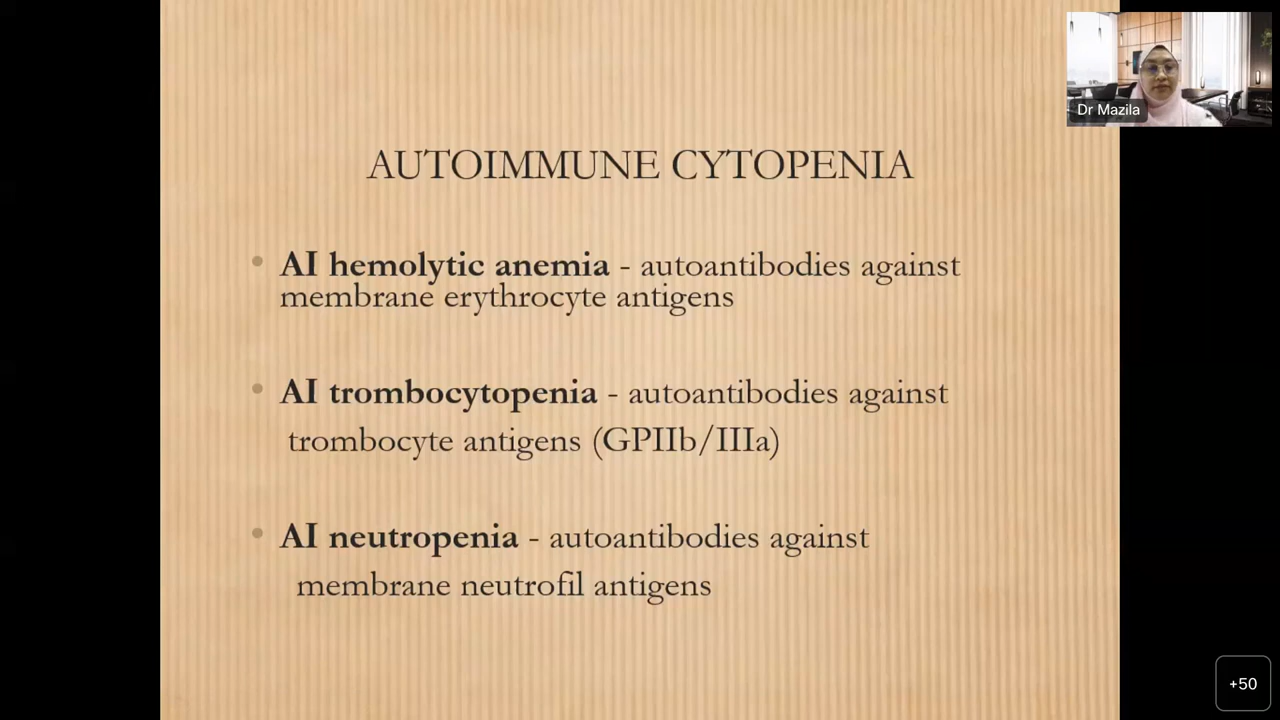 Dr Mazila
AUTOIMMUNE CYTOPENIA
• AI hemolytic anemia - autoantibodies against
membrane erythrocyte antigens
• AI trombocytopenia - autoantibodies against
trombocyte antigens (GPIIb/IIIa)
• AI neutropenia - autoantibodies against
membrane neutrofil antigens
+50